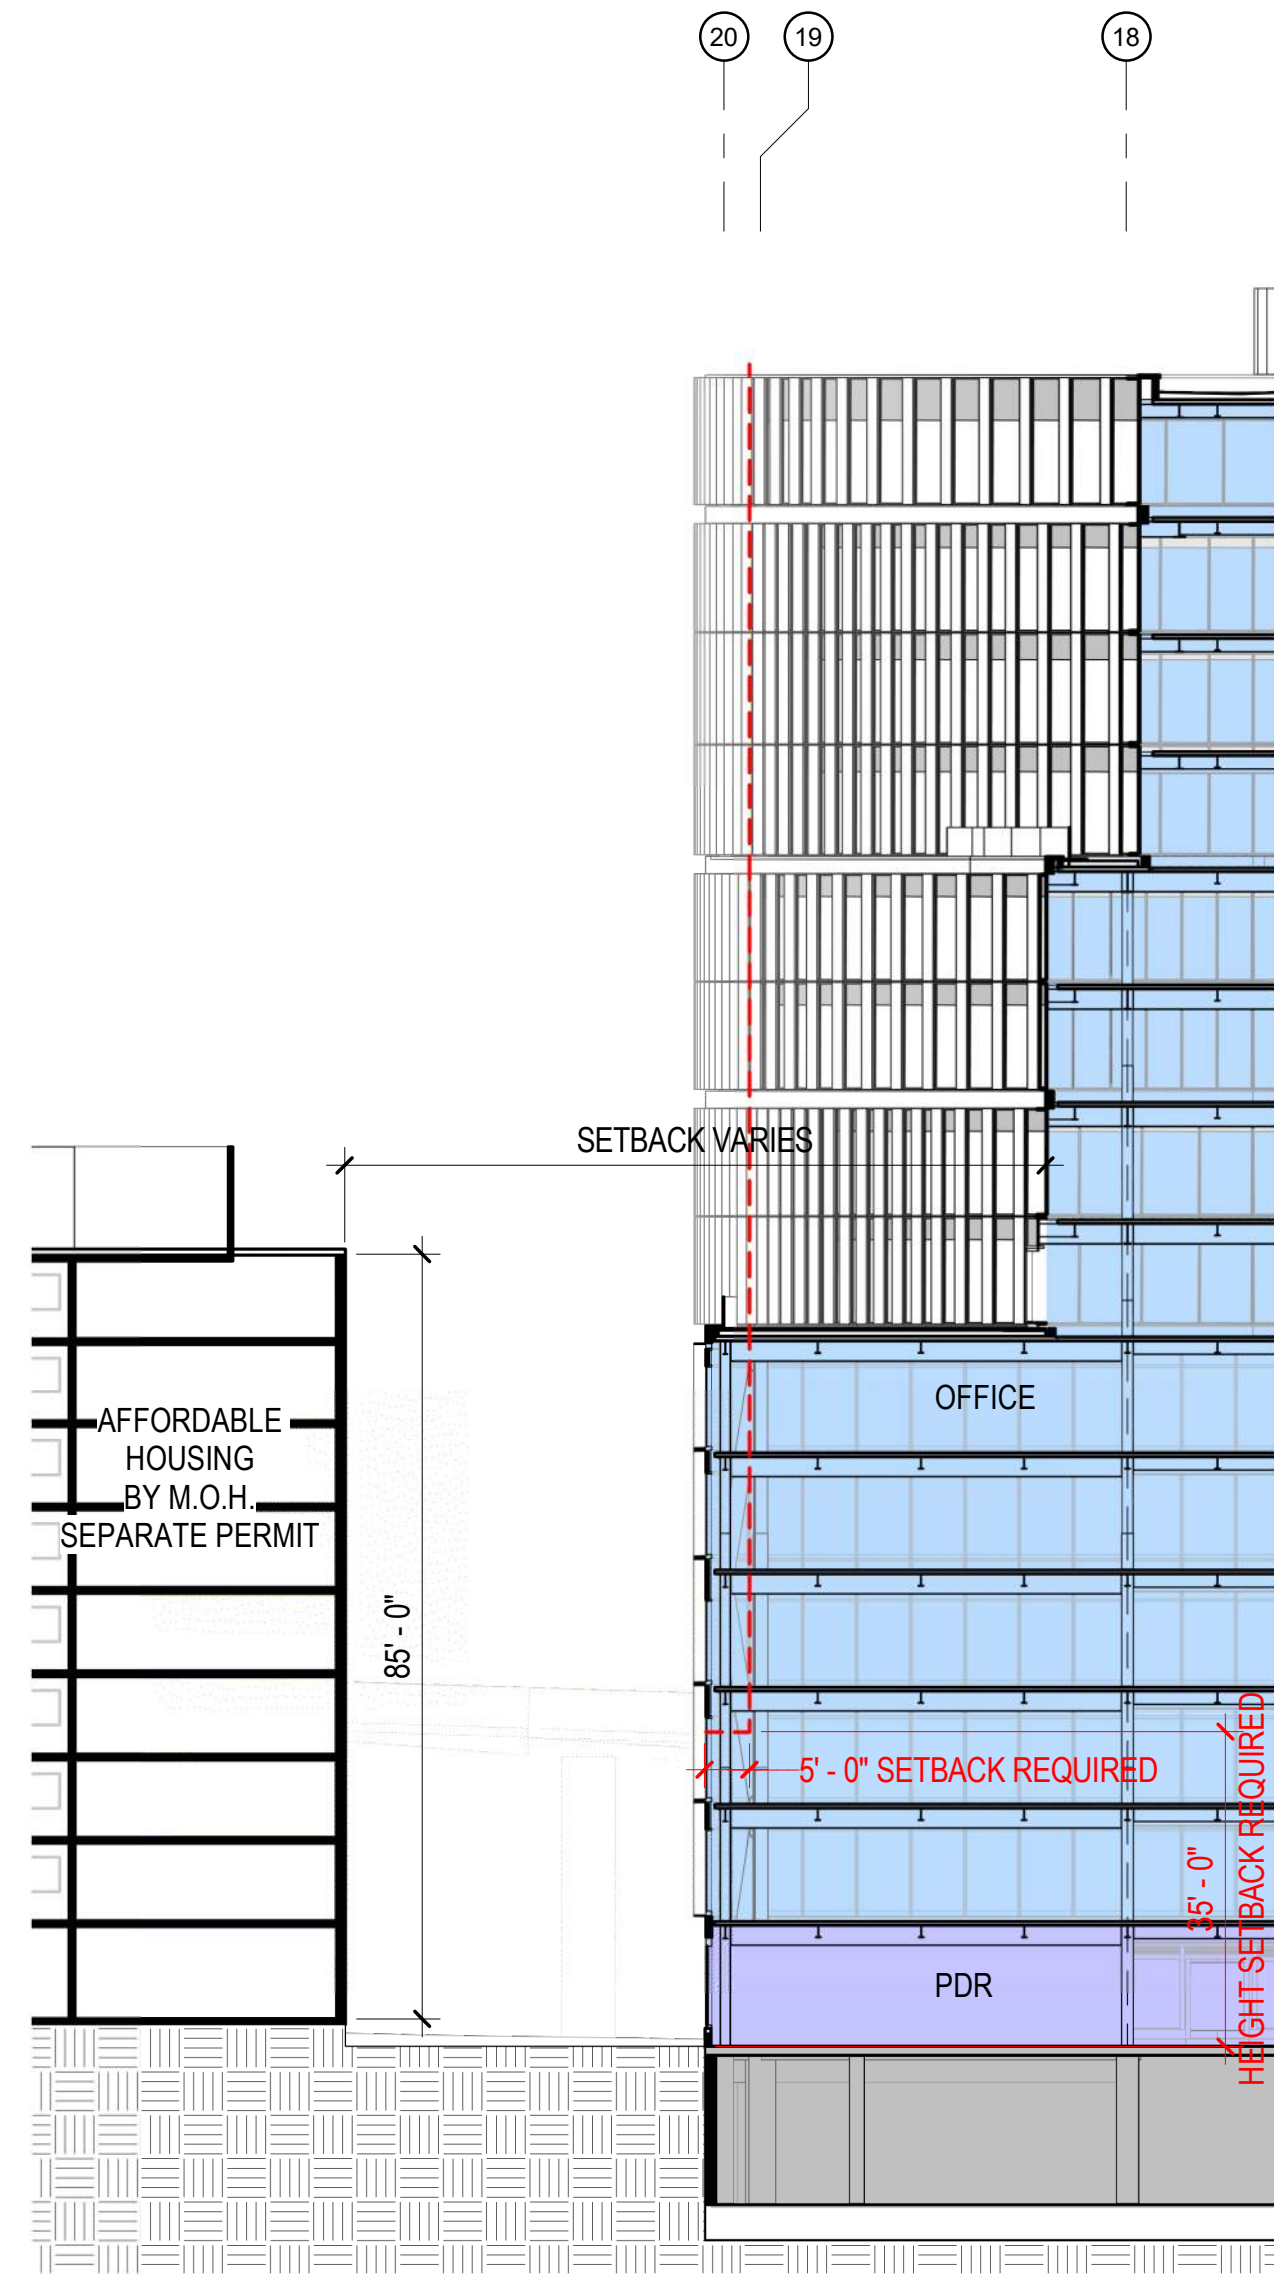 20
19
18
SETBACK VARIES
OFFICE
AFFORDABLE
HOUSING
BY M.O.H.
SEPARATE PERMIT
85' - 0"
5' - 0" SETBACK REQUIRED
35' - 0"
HEIGHT SETBACK REQUIRED
PDR